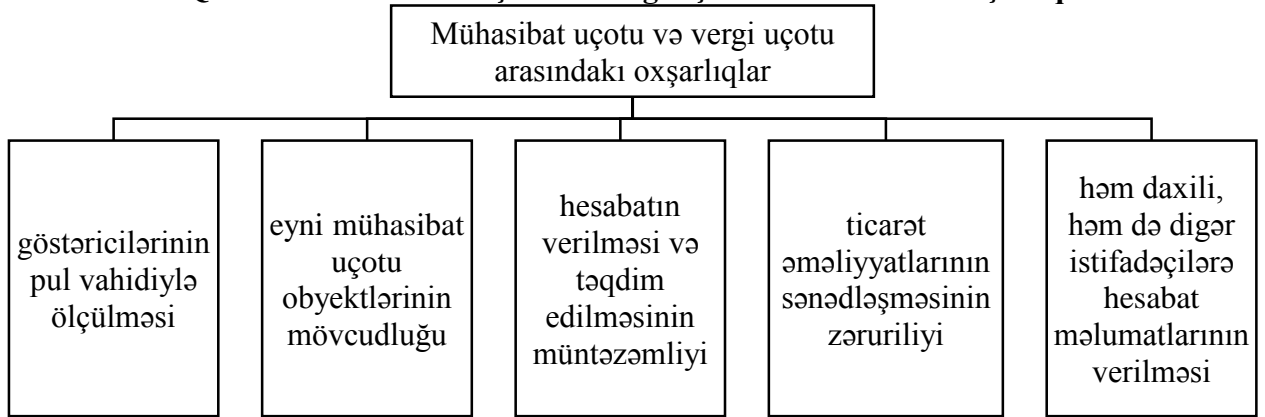 Mühasibat uçotu və vergi uçotu
arasındakı oxşarlıqlar
göstəricilərinin
pul vahidiylə
ölçülməsi
eyni mühasibat
uçotu
obyektlərinin
mövcudluğu
hesabatın
verilməsi və
təqdim
edilməsinin
müntəzəmliyi
ticarət
əməliyyatlarının
sənədləşməsinin
zəruriliyi
həm daxili,
həm də digər
istifadəçilərə
hesabat
məlumatlarının
verilməsi